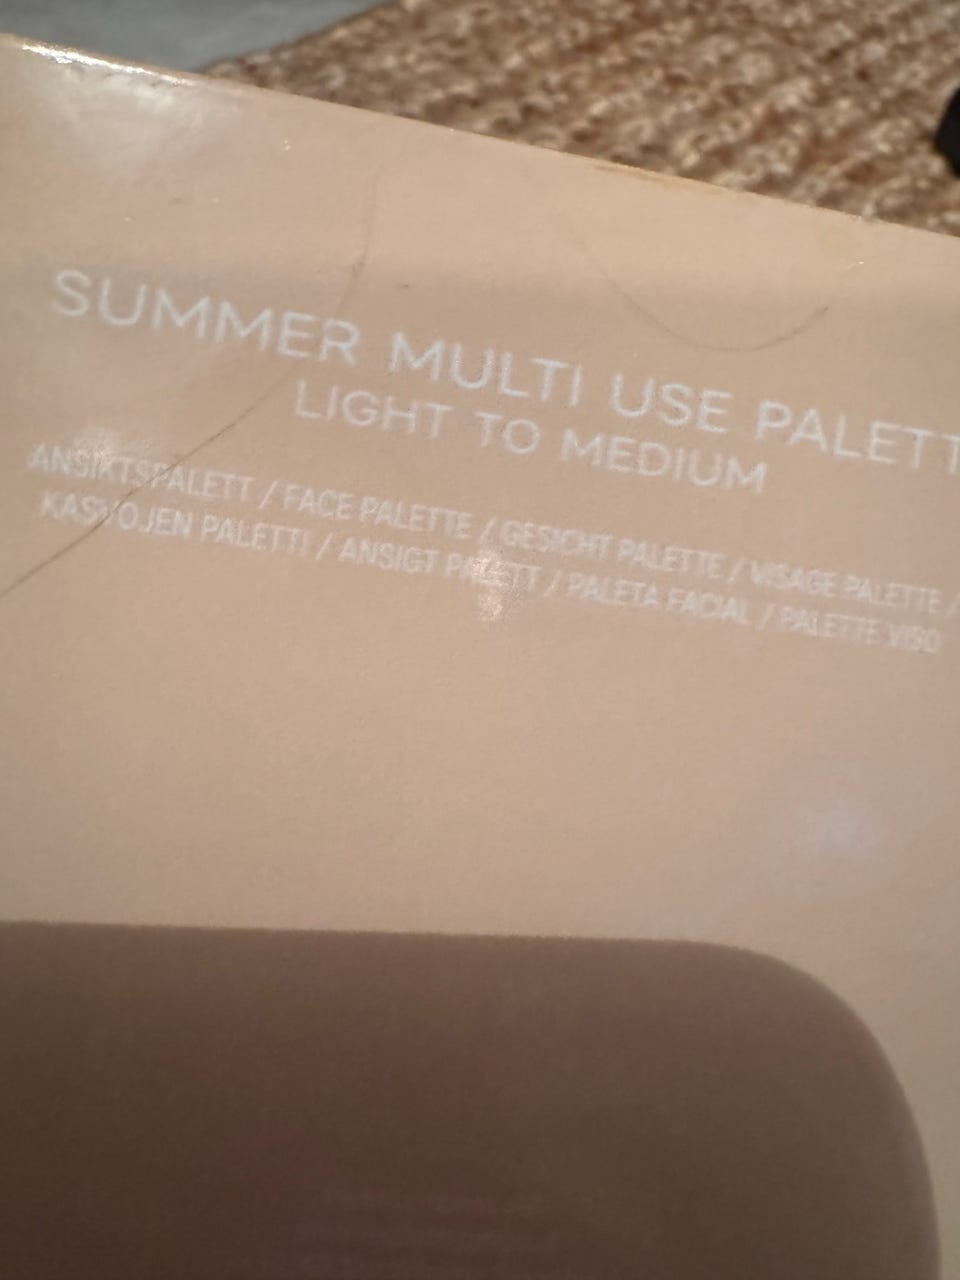 SUMMER MULTI USE PALETT
LIGHT TO MEDIUM
ANSIKTSPALETT / FACE PALETTE / GESICHT PALETTE / VISAGE PALETTE /
KASVOJEN PALETTI / ANSIGT PALETT / PALETA FACIAL / PALETTE VISO